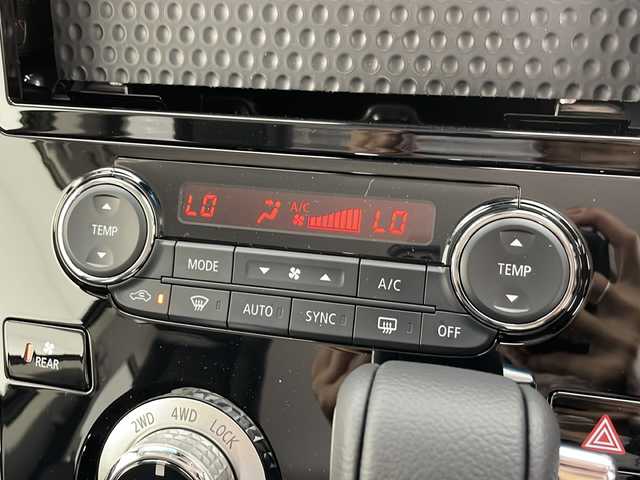 LO A/C LO
TEMP
TEMP
MODE
A/C
AUTO
SYNC
OFF
REAR
2WD 4WD LOCK